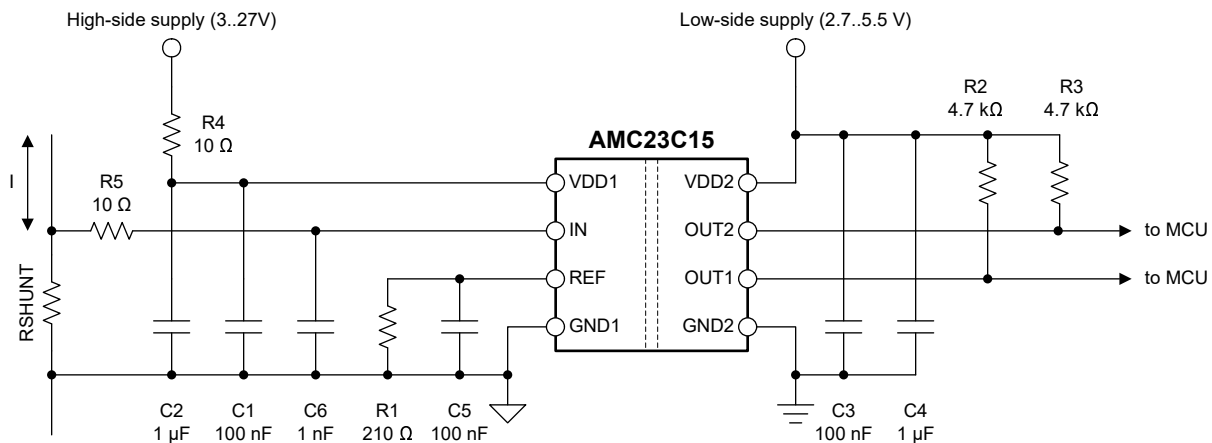 High-side supply (3..27V)
Low-side supply (2.7..5.5 V)
R2
4.7 kΩ
R3
4.7 kΩ
R4
10 Ω
AMC23C15
I
R5
10 Ω
VDD1
VDD2
IN
OUT2
to MCU
REF
OUT1
to MCU
RSHUNT
GND1
GND2
C2
1 µF
C1
100 nF
C6
1 nF
R1
210 Ω
C5
100 nF
C3
100 nF
C4
1 µF